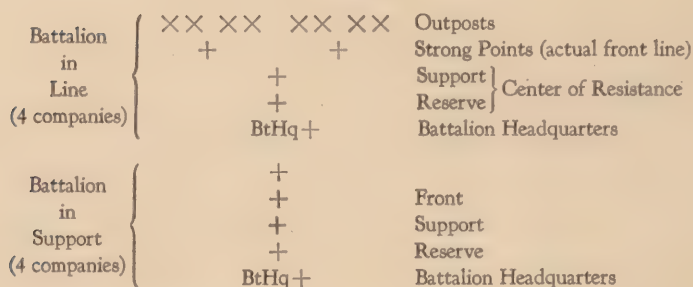 Battalion
in
Line
(4 companies)
×× ×× ×× ×× Outposts
+ + Strong Points (actual front line)
+ Support
+ Reserve
Center of Resistance
BtHq+ Battalion Headquarters
Battalion
in
Support
(4 companies)
+
+ Front
+ Support
+ Reserve
BtHq+ Battalion Headquarters